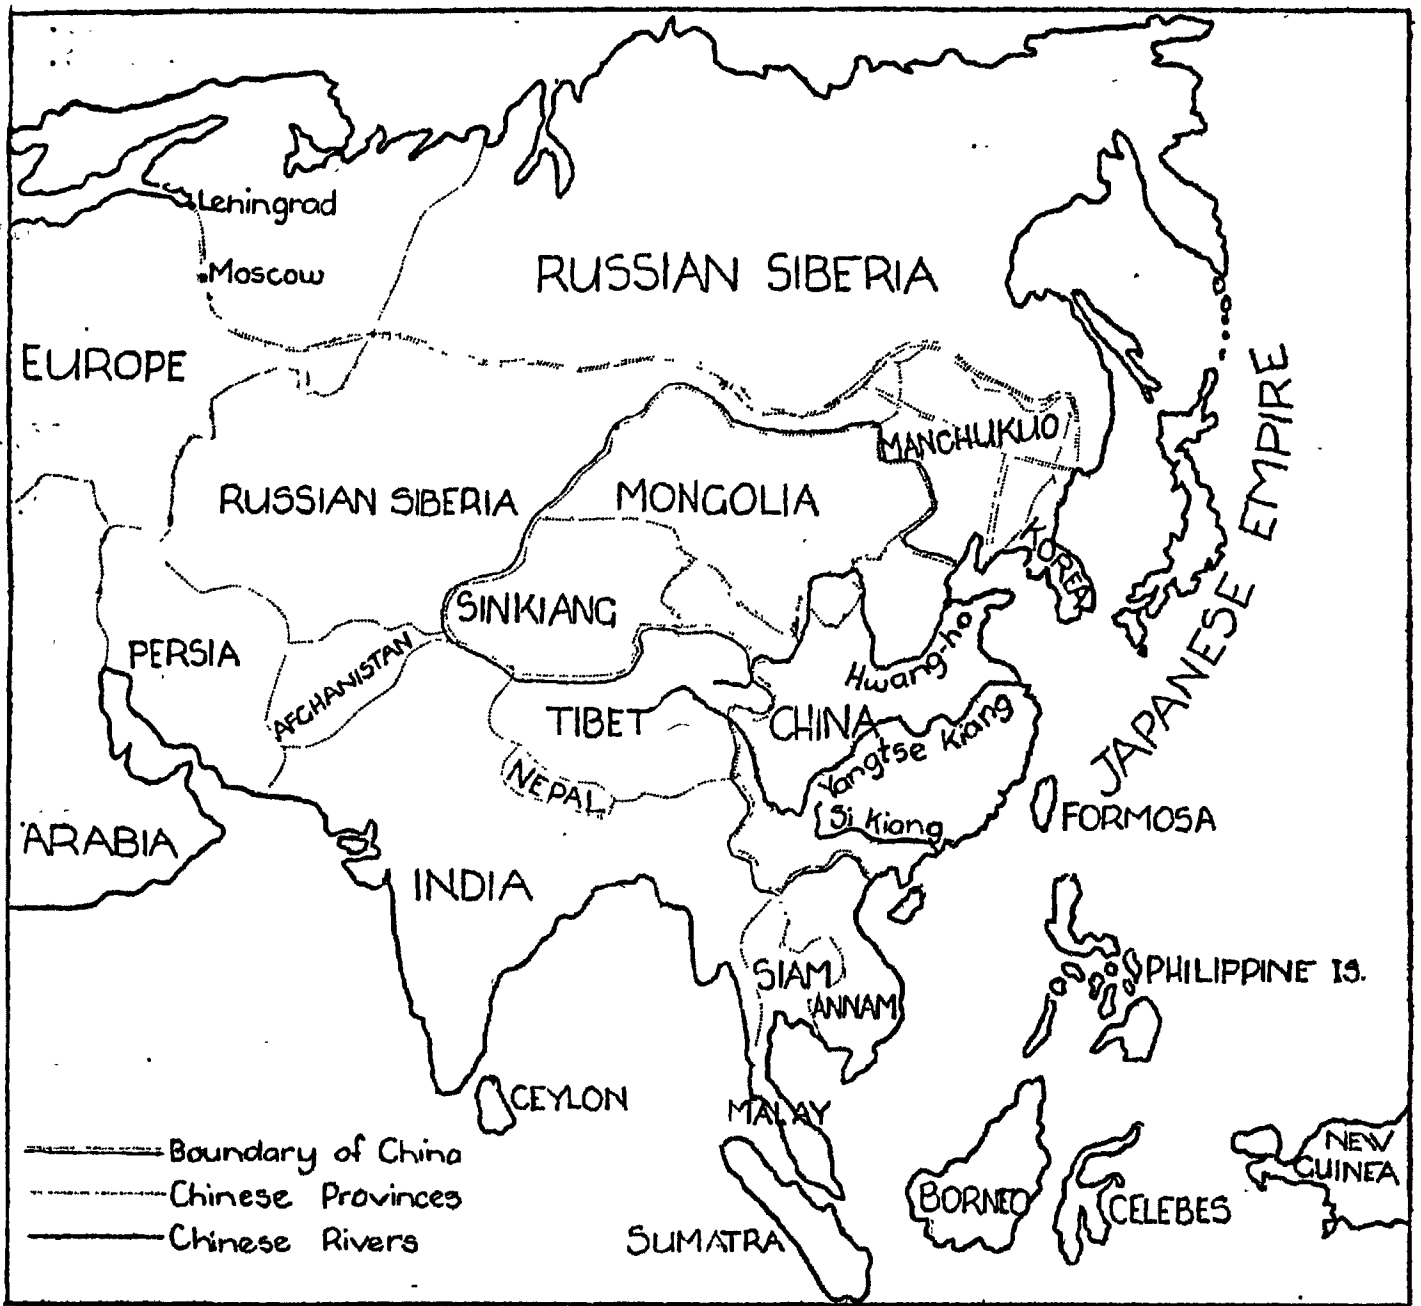 Leningrad
Moscow
RUSSIAN SIBERIA
EUROPE
JAPANESE EMPIRE
MANCHUKUO
RUSSIAN SIBERIA
MONGOLIA
KOREA
SINKIANG
PERSIA
AFGHANISTAN
Hwang-ho
TIBET
CHINA
Yangtse Kiang
NEPAL
Si Kiang
FORMOSA
ARABIA
INDIA
SIAM
PHILIPPINE IS.
ANNAM
CEYLON
MALAY
Boundary of China
Chinese Provinces
Chinese Rivers
NEW
GUINEA
BORNEO
CELEBES
SUMATRA